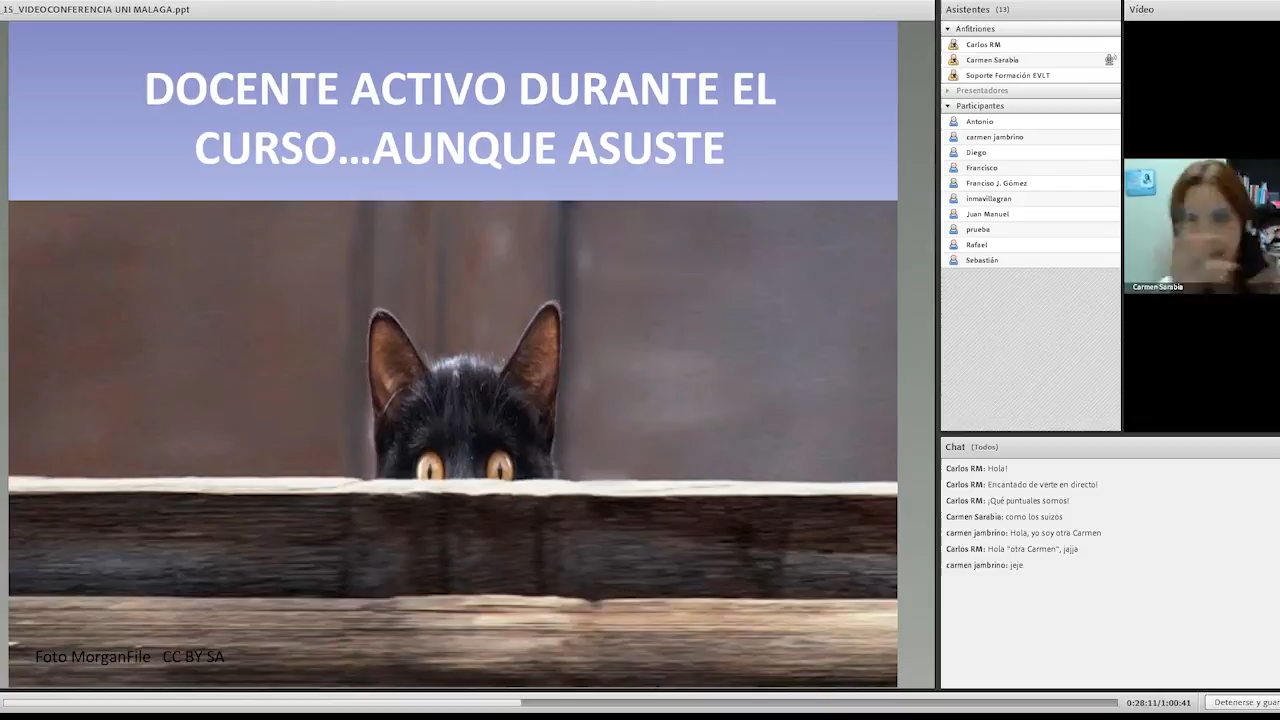 _15_VIDEOCONFERENCIA UNI MALAGA.ppt
DOCENTE ACTIVO DURANTE EL
CURSO...AUNQUE ASUSTE
Foto MorganFile CC BY SA
Asistentes (13)
Anfitriones
Carlos RM
Carmen Sarabia
Soporte Formación EVLT
Presentadores
Participantes
Antonio
carmen jambrino
Diego
Francisco
Franciso J. Gómez
inmavillagran
Juan Manuel
prueba
Rafael
Sebastián
Vídeo
Carmen Sarabia
Chat (Todos)
Carlos RM: Hola!
Carlos RM: Encantado de verte en directo!
Carlos RM: ¡Qué puntuales somos!
Carmen Sarabia: como los suizos
carmen jambrino: Hola, yo soy otra Carmen
Carlos RM: Hola "otra Carmen", jajja
carmen jambrino: jeje
0:28:11/1:00:41
Detenerse y guar